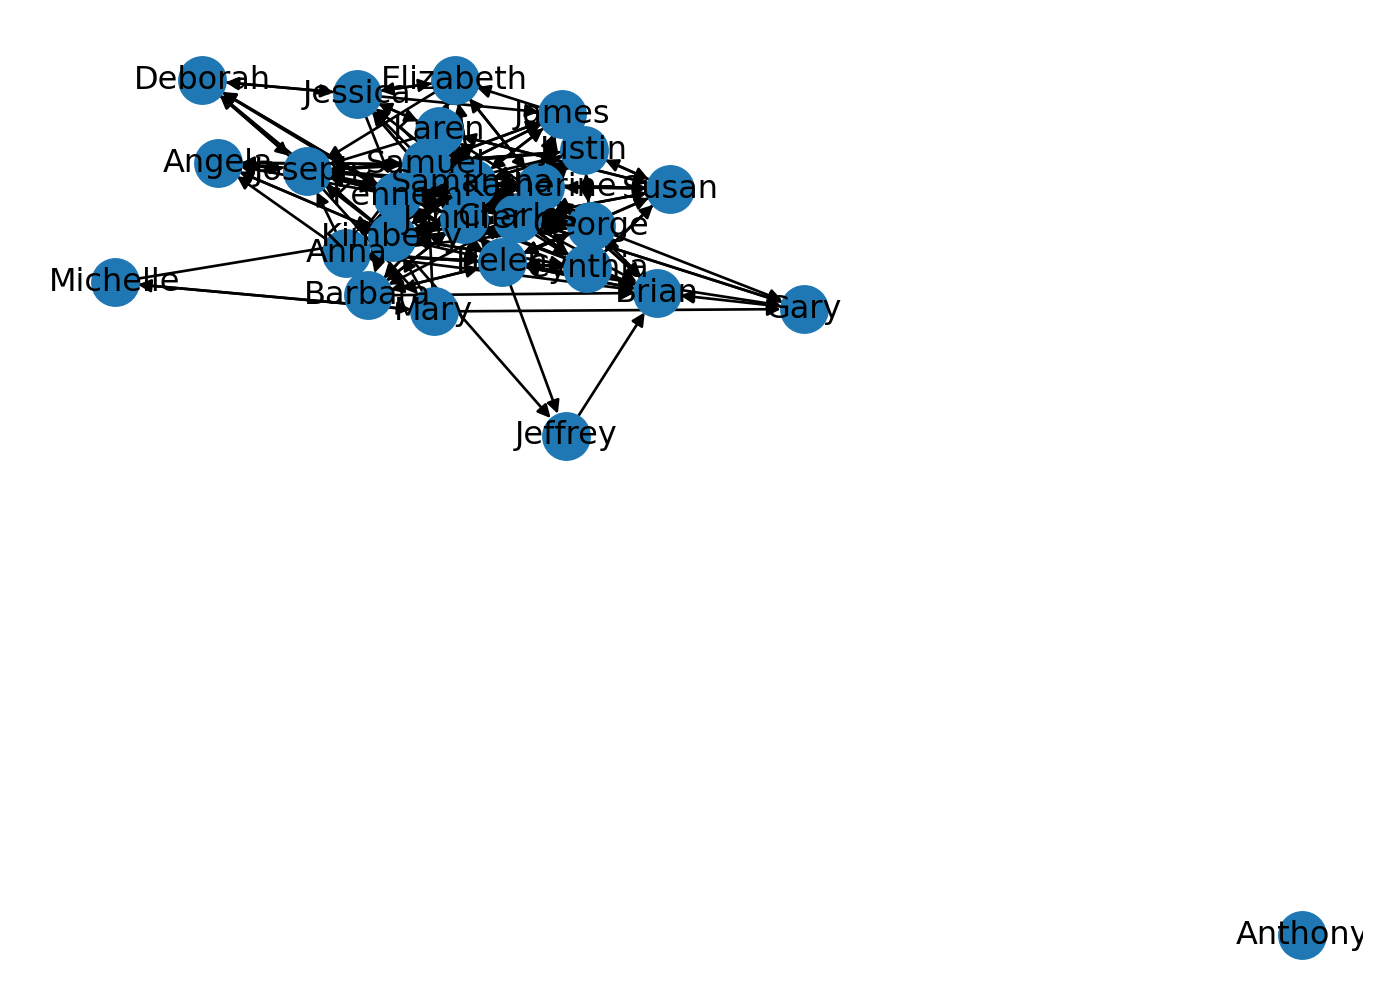 Deborah
Elizabeth
Jessica
James
Karen
Justin
Angela
Joseph
Samuel
Samantha
Katherine
Susan
Kenneth
Jennifer
Charles
George
Kimberly
Anna
Helen
Cynthia
Michelle
Barbara
Brian
Mary
Gary
Jeffrey
Anthony